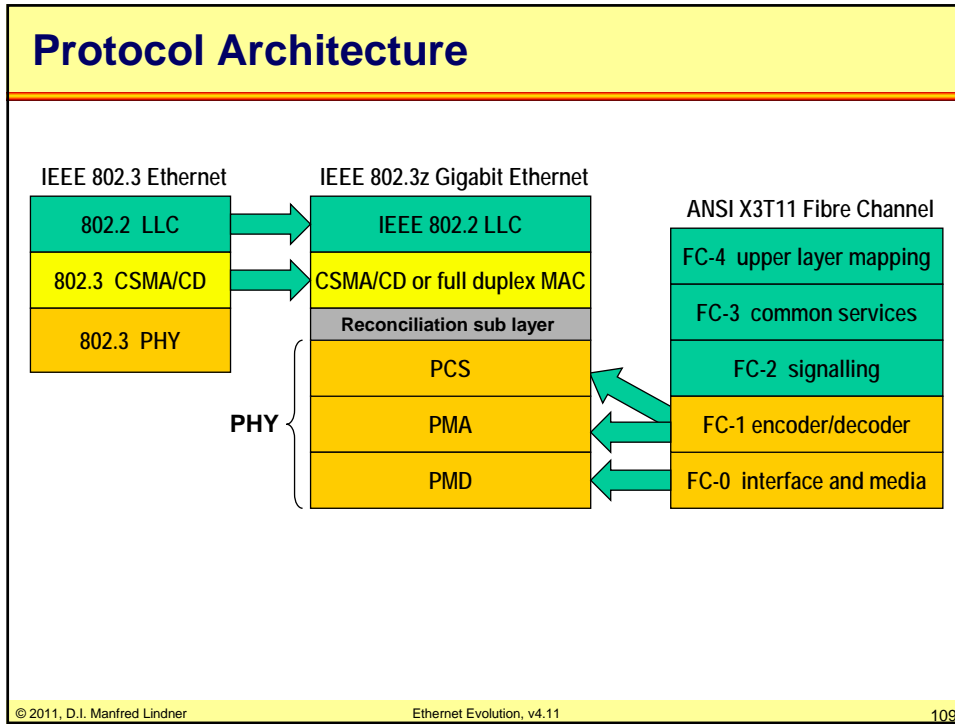 Protocol Architecture
IEEE 802.3 Ethernet
802.2 LLC
802.3 CSMA/CD
802.3 PHY
IEEE 802.3z Gigabit Ethernet
IEEE 802.2 LLC
CSMA/CD or full duplex MAC
Reconciliation sub layer
PHY
PCS
PMA
PMD
ANSI X3T11 Fibre Channel
FC-4 upper layer mapping
FC-3 common services
FC-2 signalling
FC-1 encoder/decoder
FC-0 interface and media
© 2011, D.I. Manfred Lindner
Ethernet Evolution, v4.11
109